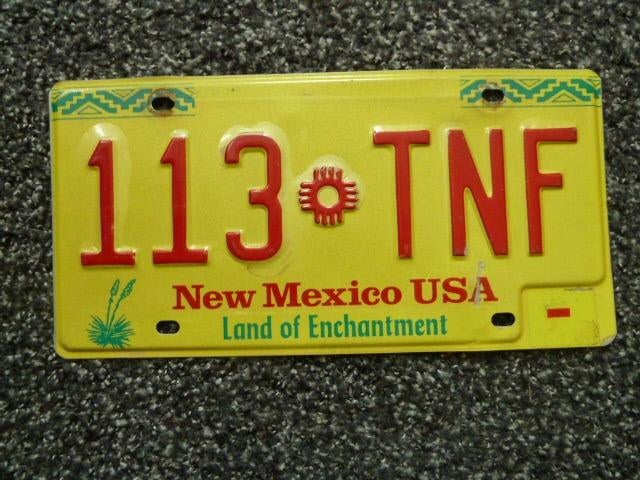 113 TNF
New Mexico USA
Land of Enchantment